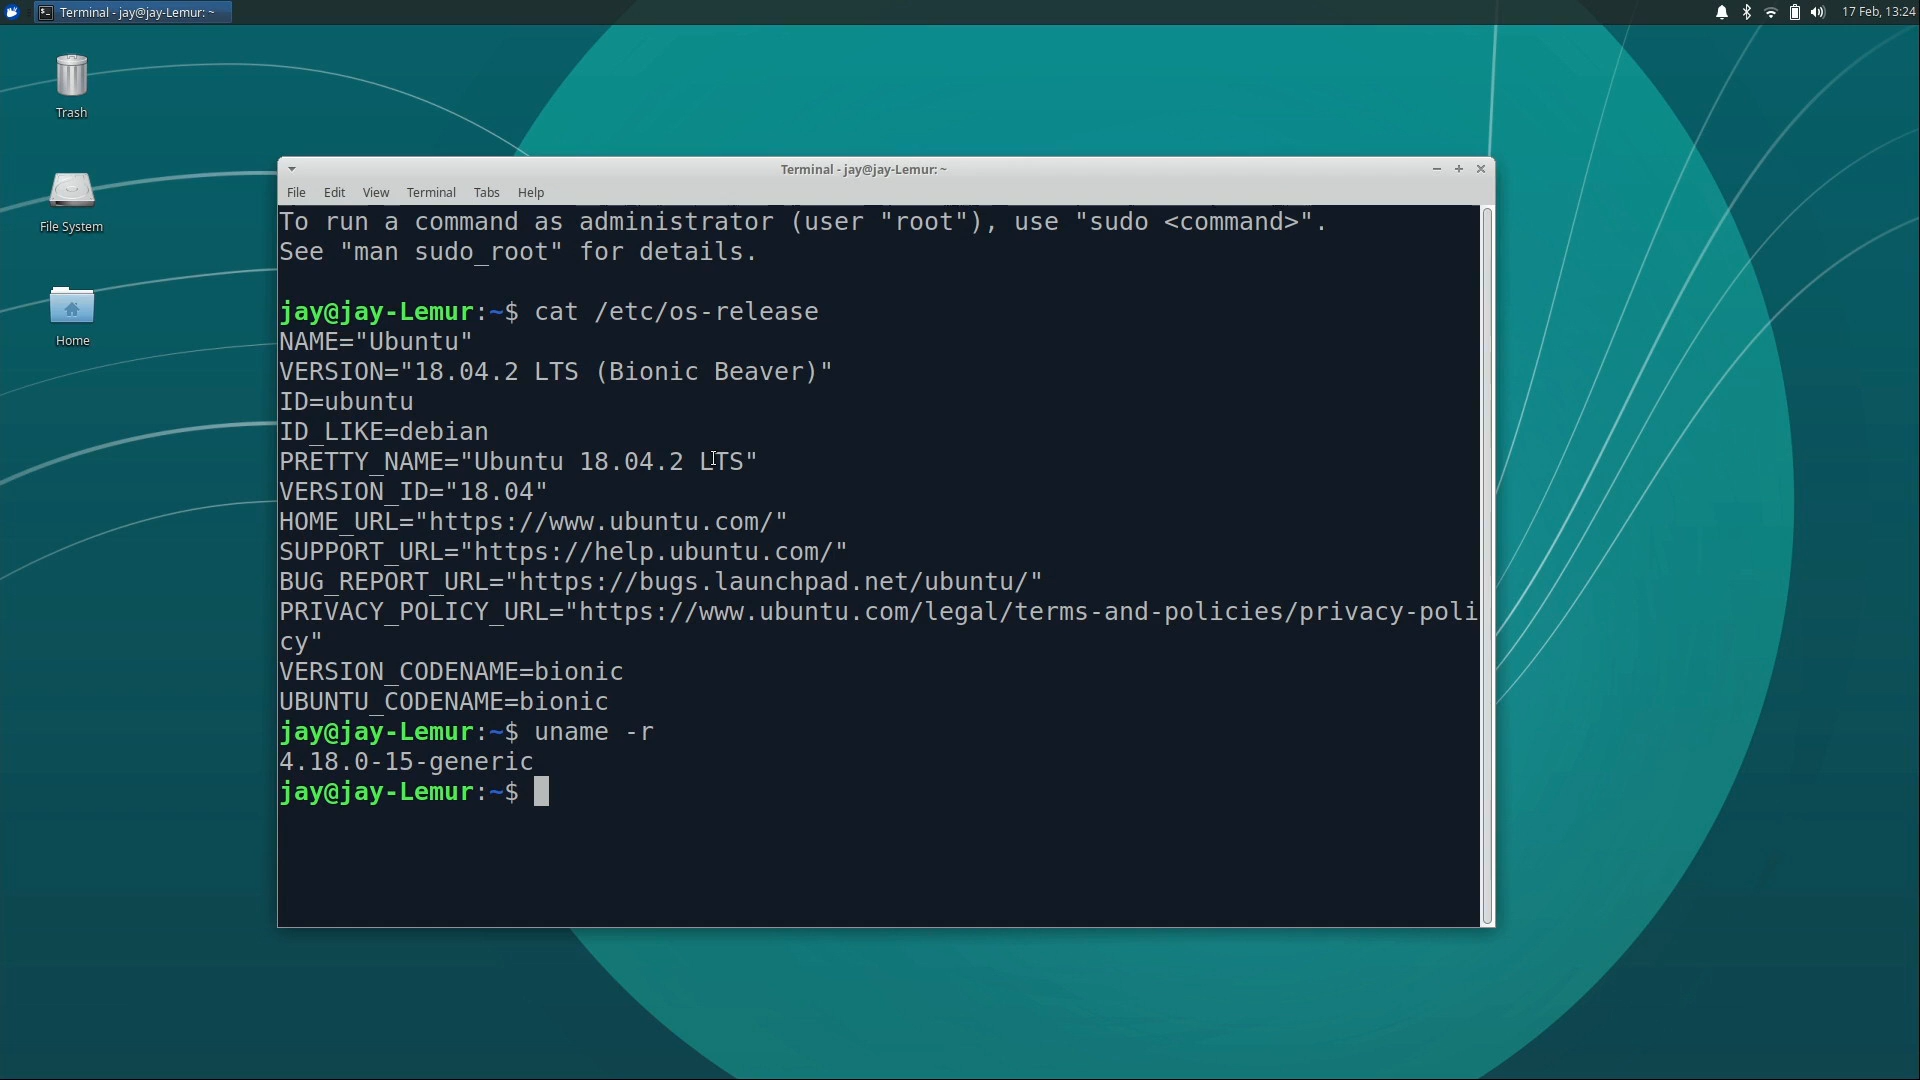 Terminal - jay@jay-Lemur: ~
17 Feb, 13:24
Trash
File System
Home
Terminal - jay@jay-Lemur: ~
File Edit View Terminal Tabs Help
To run a command as administrator (user "root"), use "sudo <command>".
See "man sudo_root" for details.
jay@jay-Lemur:~$ cat /etc/os-release
NAME="Ubuntu"
VERSION="18.04.2 LTS (Bionic Beaver)"
ID=ubuntu
ID_LIKE=debian
PRETTY_NAME="Ubuntu 18.04.2 LTS"
VERSION_ID="18.04"
HOME_URL="https://www.ubuntu.com/"
SUPPORT_URL="https://help.ubuntu.com/"
BUG_REPORT_URL="https://bugs.launchpad.net/ubuntu/"
PRIVACY_POLICY_URL="https://www.ubuntu.com/legal/terms-and-policies/privacy-poli
cy"
VERSION_CODENAME=bionic
UBUNTU_CODENAME=bionic
jay@jay-Lemur:~$ uname -r
4.18.0-15-generic
jay@jay-Lemur:~$